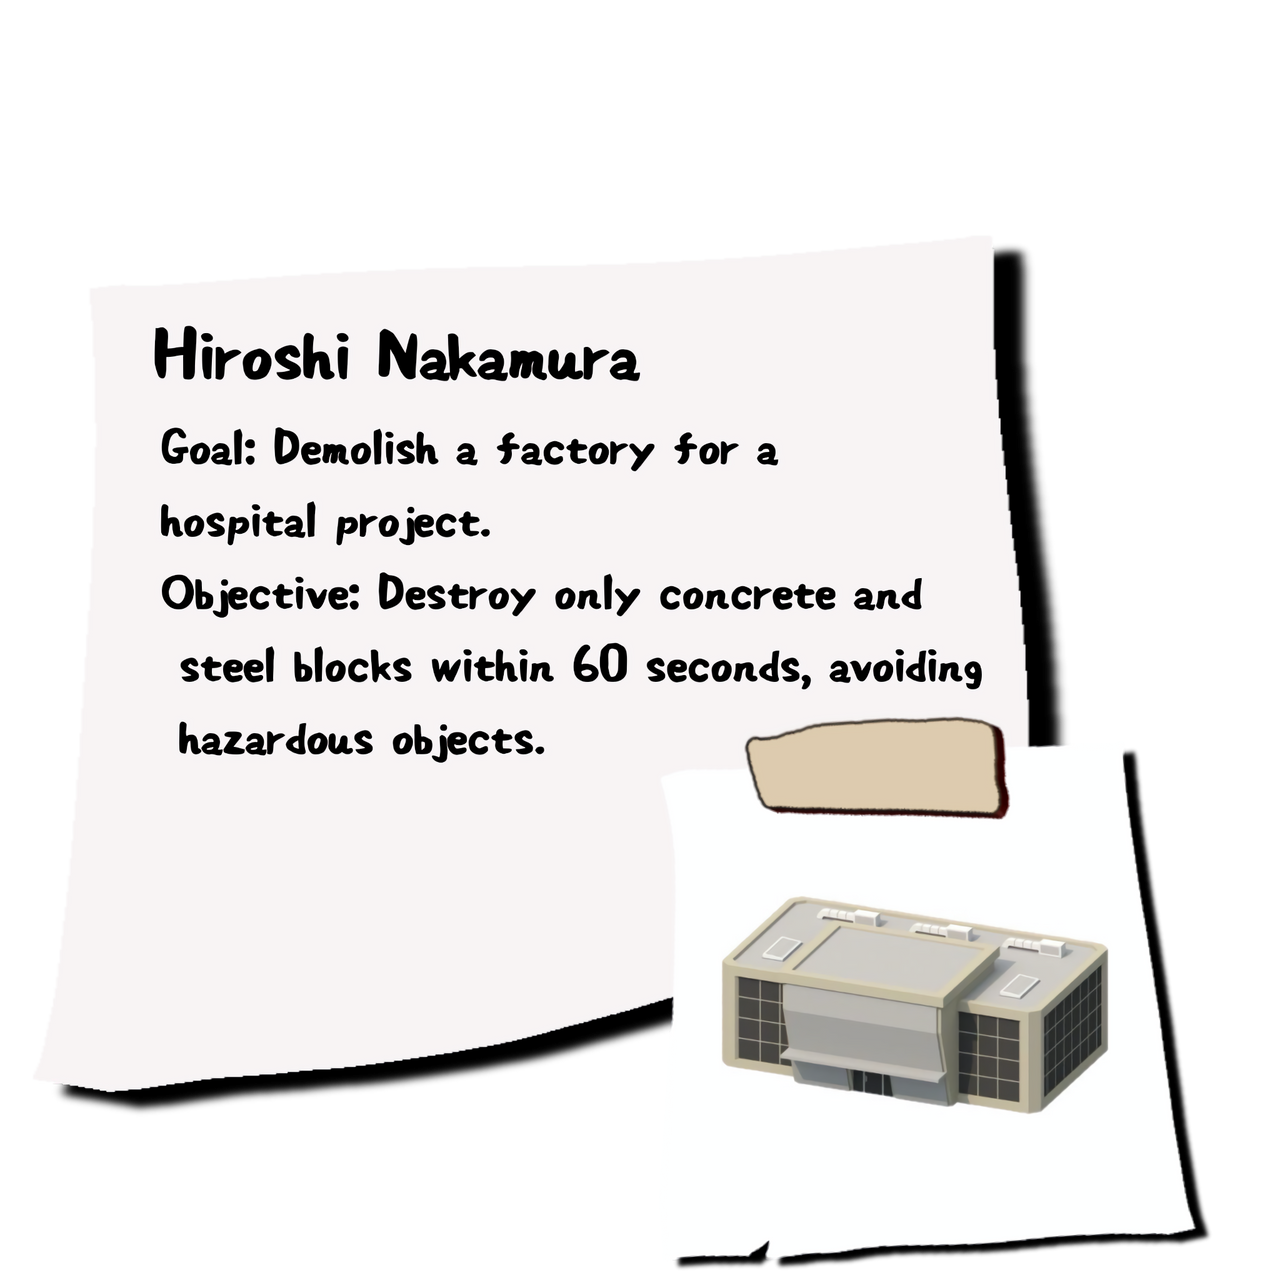 Hiroshi Nakamura
Goal: Demolish a factory for a
hospital project.
Objective: Destroy only concrete and
steel blocks within 60 seconds, avoiding
hazardous objects.